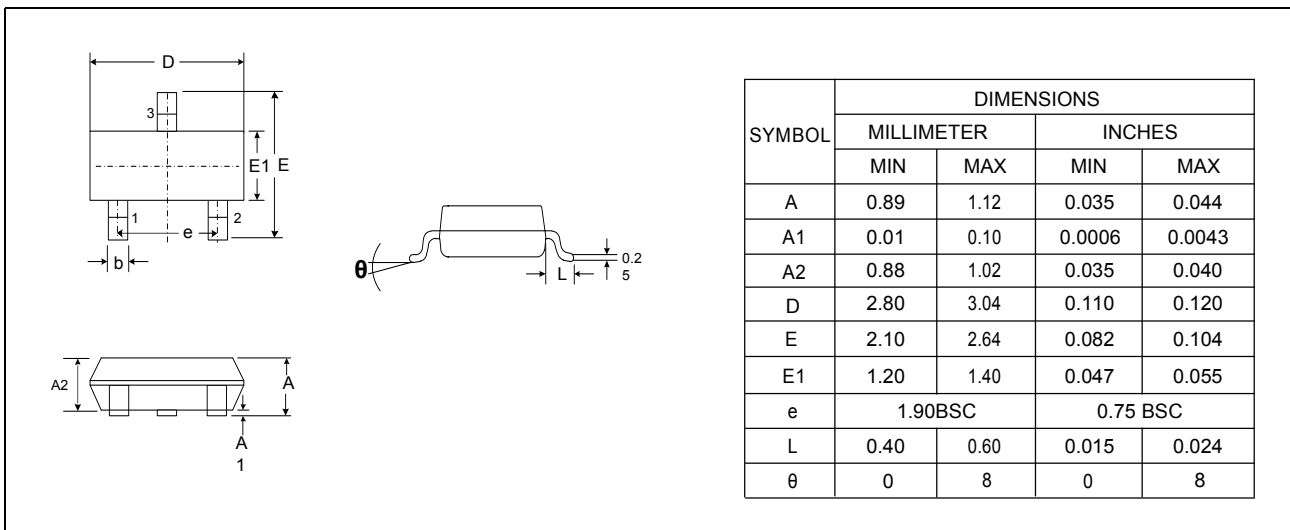 D
3
E1
E
1
2
e
b
θ
L
0.2
5
A2
A
A
1
DIMENSIONS
SYMBOL MILLIMETER INCHES
MIN MAX MIN MAX
A 0.89 1.12 0.035 0.044
A1 0.01 0.10 0.0006 0.0043
A2 0.88 1.02 0.035 0.040
D 2.80 3.04 0.110 0.120
E 2.10 2.64 0.082 0.104
E1 1.20 1.40 0.047 0.055
e 1.90BSC 0.75 BSC
L 0.40 0.60 0.015 0.024
θ 0 8 0 8